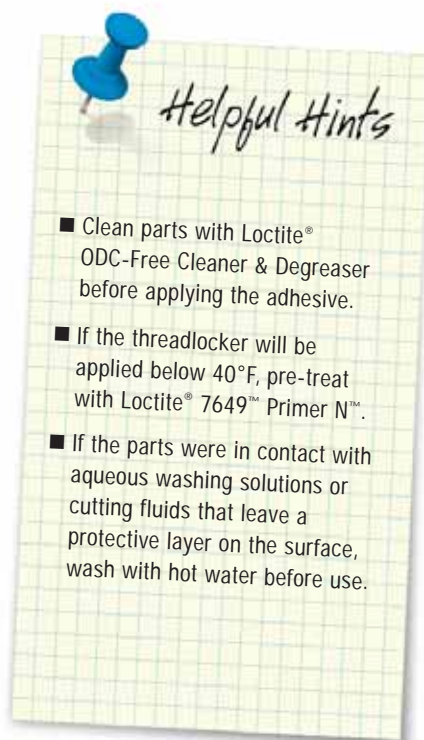 Helpful Hints
■ Clean parts with Loctite®
ODC-Free Cleaner & Degreaser
before applying the adhesive.
■ If the threadlocker will be
applied below 40°F, pre-treat
with Loctite® 7649™ Primer N™.
■ If the parts were in contact with
aqueous washing solutions or
cutting fluids that leave a
protective layer on the surface,
wash with hot water before use.